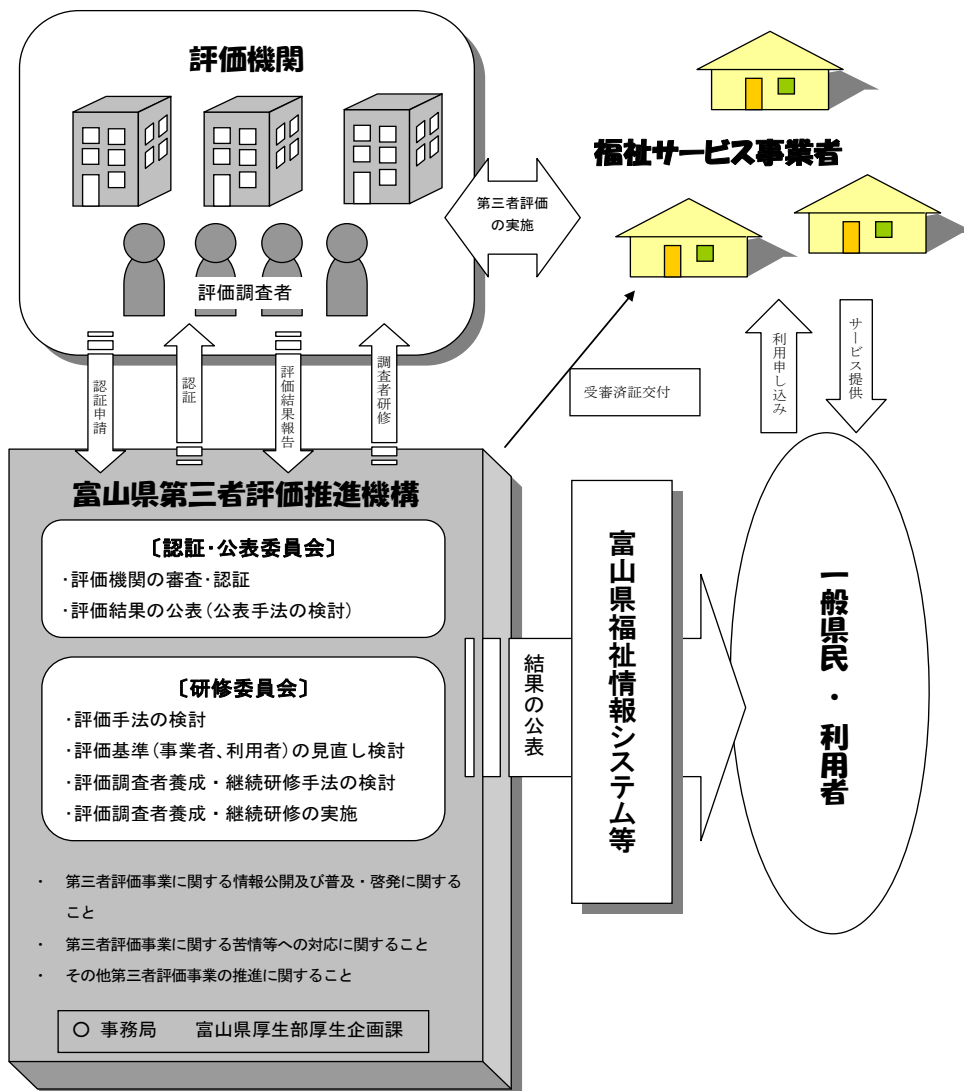 評価機関
評価調査者
福祉サービス事業者
第三者評価
の実施
認証申請
認証
評価結果報告
調査者研修
受審済証交付
利用申し込み
サービス提供
富山県第三者評価推進機構
〔認証・公表委員会〕
・評価機関の審査・認証
・評価結果の公表（公表手法の検討）
〔研修委員会〕
・評価手法の検討
・評価基準（事業者、利用者）の見直し検討
・評価調査者養成・継続研修手法の検討
・評価調査者養成・継続研修の実施
・ 第三者評価事業に関する情報公開及び普及・啓発に関する
こと
・ 第三者評価事業に関する苦情等への対応に関すること
・ その他第三者評価事業の推進に関すること
○ 事務局 富山県厚生部厚生企画課
結果の公表
富山県福祉情報システム等
一般県民・利用者